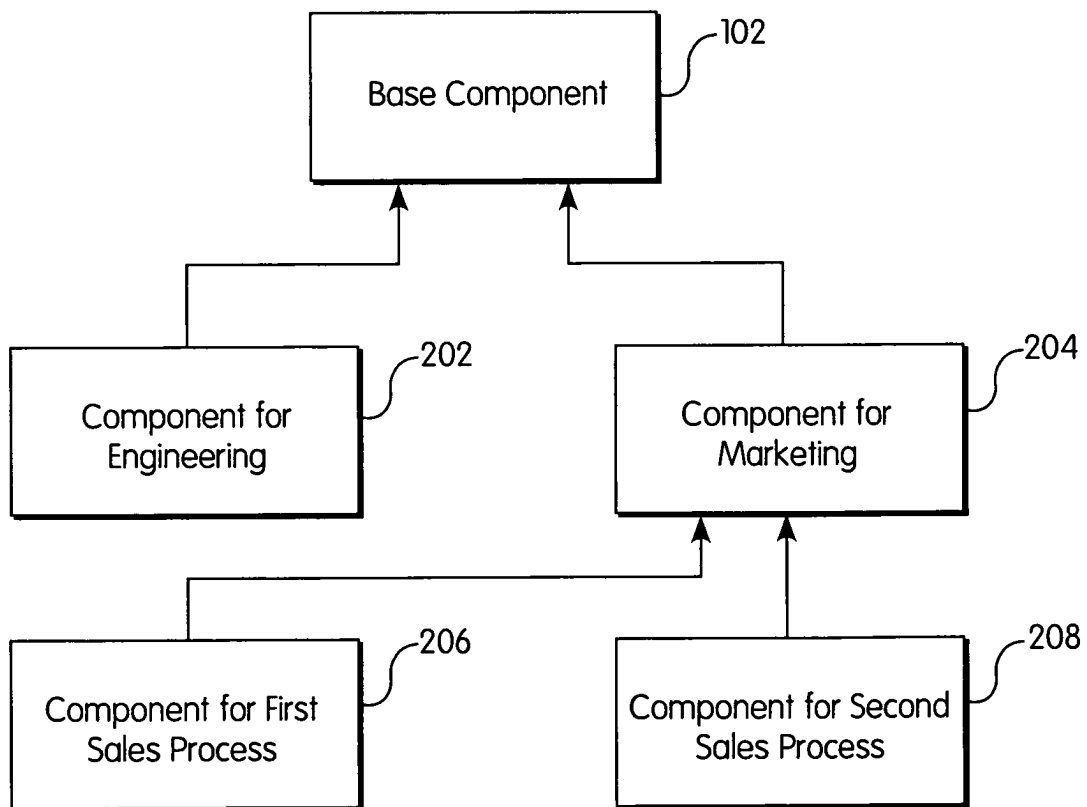 102
Base Component
202
204
Component for
Engineering
Component for
Marketing
206
208
Component for First
Sales Process
Component for Second
Sales Process